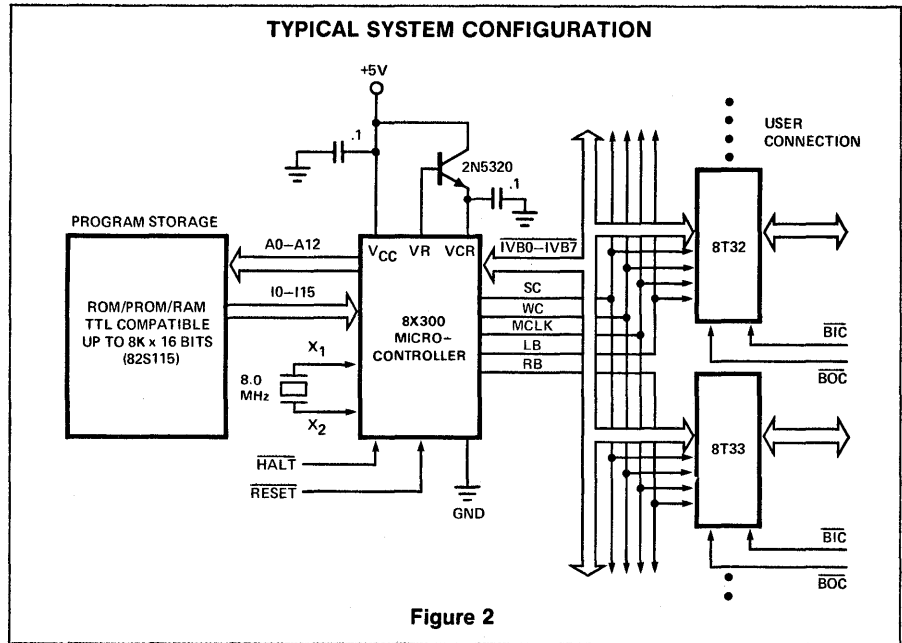 TYPICAL SYSTEM CONFIGURATION
+5V
.1
2N5320
.1
USER
CONNECTION
PROGRAM STORAGE
A0–A12
VCC VR VCR
IVB0–IVB7
8T32
I0–I15
SC
ROM/PROM/RAM
TTL COMPATIBLE
UP TO 8K x 16 BITS
(82S115)
8X300
MICRO-
CONTROLLER
WC
MCLK
LB
RB
X1
8.0
MHz
X2
BIC
BOC
HALT
RESET
GND
8T33
BIC
BOC
Figure 2